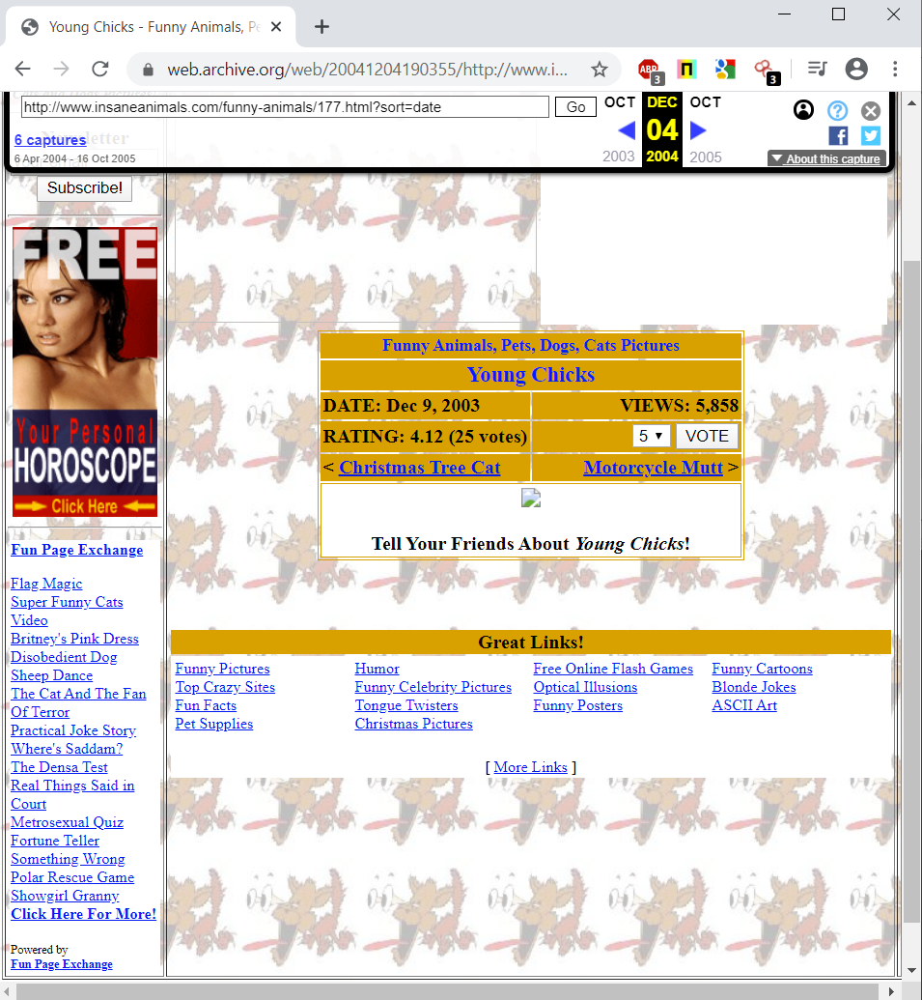 Young Chicks - Funny Animals, Pe
web.archive.org/web/20041204190355/http://www.i...
ABP
3
3
http://www.insaneanimals.com/funny-animals/177.html?sort=date
Go
OCT
DEC
OCT
6 captures
04
6 Apr 2004 - 16 Oct 2005
2003
2004
2005
About this capture
Newsletter
Subscribe!
FREE
Your Personal
HOROSCOPE
Click Here
Fun Page Exchange
Flag Magic
Super Funny Cats
Video
Britney's Pink Dress
Disobedient Dog
Sheep Dance
The Cat And The Fan
Of Terror
Practical Joke Story
Where's Saddam?
The Densa Test
Real Things Said in
Court
Metrosexual Quiz
Fortune Teller
Something Wrong
Polar Rescue Game
Showgirl Granny
Click Here For More!
Powered by
Fun Page Exchange
Funny Animals, Pets, Dogs, Cats Pictures
Young Chicks
DATE: Dec 9, 2003
VIEWS: 5,858
RATING: 4.12 (25 votes)
5
VOTE
< Christmas Tree Cat
Motorcycle Mutt >
Tell Your Friends About Young Chicks!
Great Links!
Funny Pictures
Humor
Free Online Flash Games
Funny Cartoons
Top Crazy Sites
Funny Celebrity Pictures
Optical Illusions
Blonde Jokes
Fun Facts
Tongue Twisters
Funny Posters
ASCII Art
Pet Supplies
Christmas Pictures
[ More Links ]